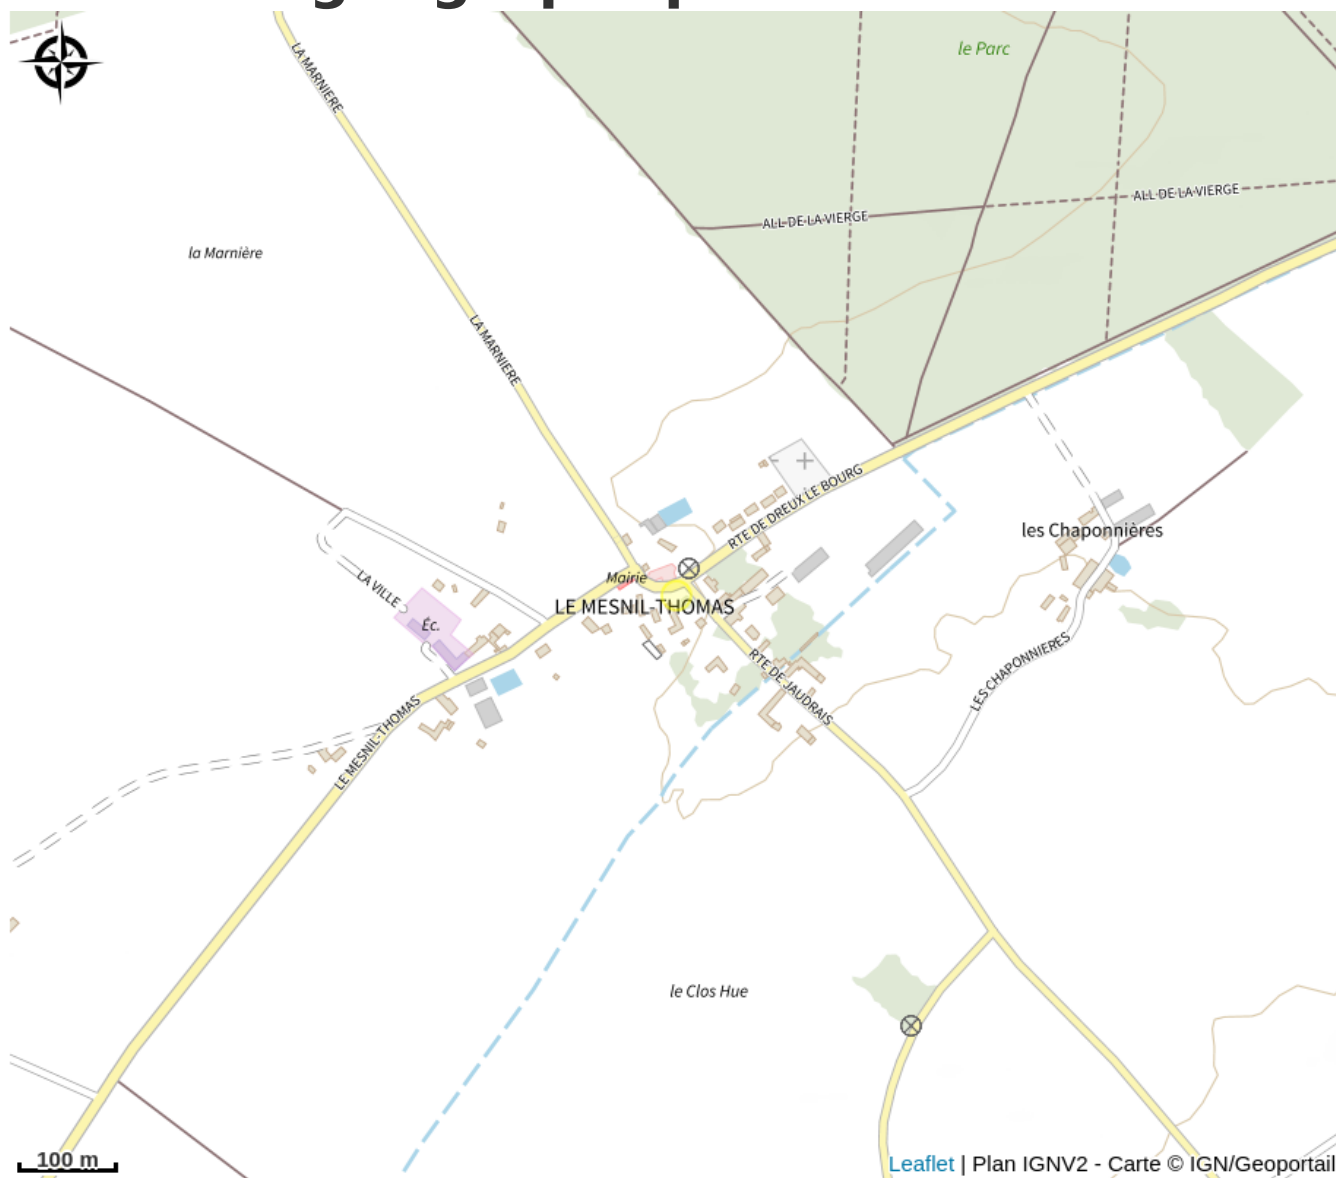 le Parc
LA MARNIERE
ALL DE LA VIERGE
ALL DE LA VIERGE
la Marnière
LA MARNIERE
RTE DE DREUX LE BOURG
les Chaponnières
Mairie
LA VILLE
LE MESNIL-THOMAS
Éc.
RTE DE JAUDRAIS
LES CHAPONNIERES
LE MESNIL-THOMAS
le Clos Hue
100 m
Leaflet | Plan IGNV2 - Carte © IGN/Geoportail